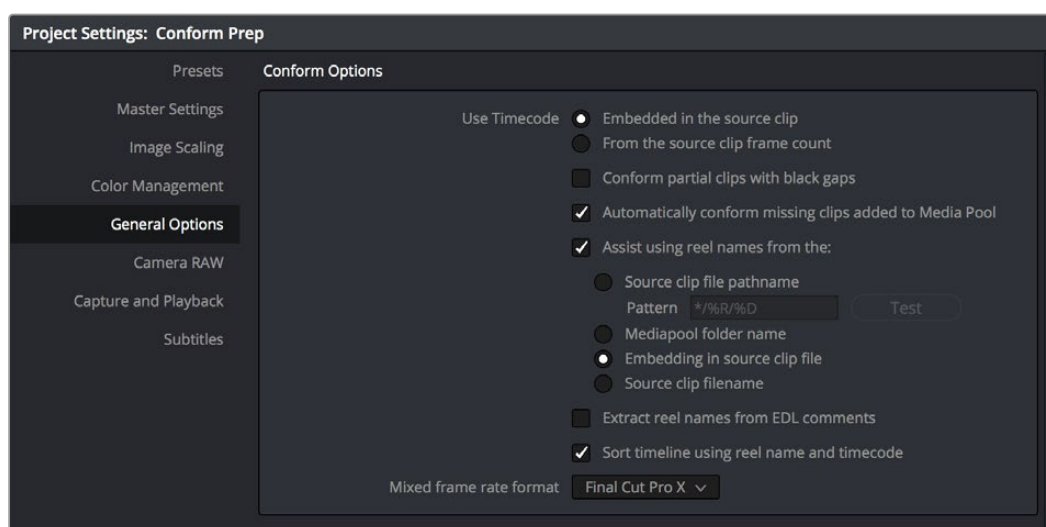 Project Settings: Conform Prep
Presets
Master Settings
Image Scaling
Color Management
General Options
Camera RAW
Capture and Playback
Subtitles
Conform Options
Use Timecode Embedded in the source clip
From the source clip frame count
Conform partial clips with black gaps
Automatically conform missing clips added to Media Pool
Assist using reel names from the:
Source clip file pathname
Pattern */%R/%D Test
Mediapool folder name
Embedding in source clip file
Source clip filename
Extract reel names from EDL comments
Sort timeline using reel name and timecode
Mixed frame rate format Final Cut Pro X